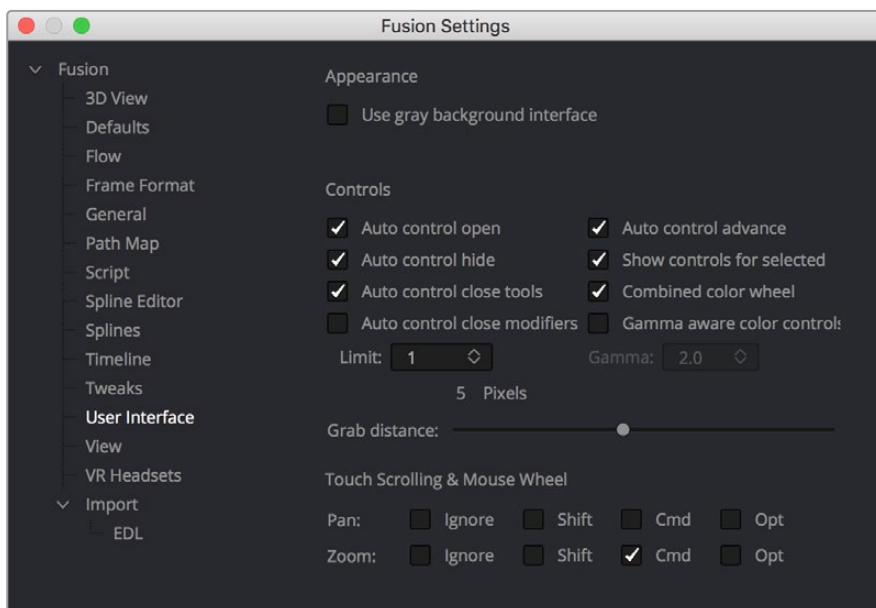 Fusion Settings
Fusion
3D View
Defaults
Flow
Frame Format
General
Path Map
Script
Spline Editor
Splines
Timeline
Tweaks
User Interface
View
VR Headsets
Import
EDL
Appearance
Use gray background interface
Controls
Auto control open Auto control advance
Auto control hide Show controls for selected
Auto control close tools Combined color wheel
Auto control close modifiers Gamma aware color controls
Limit: 1 Gamma: 2.0
5 Pixels
Grab distance:
Touch Scrolling & Mouse Wheel
Pan: Ignore Shift Cmd Opt
Zoom: Ignore Shift Cmd Opt